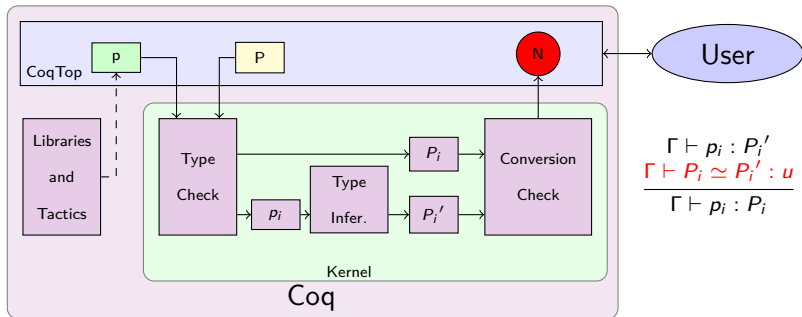 p
P
N
CoqTop
User
Libraries
and
Tactics
Type
Check
P_i
Conversion
Check
p_i
Type
Infer.
P_i′
Kernel
Coq
Γ ⊢ p_i : P_i′
Γ ⊢ P_i ≃ P_i′ : u
Γ ⊢ p_i : P_i